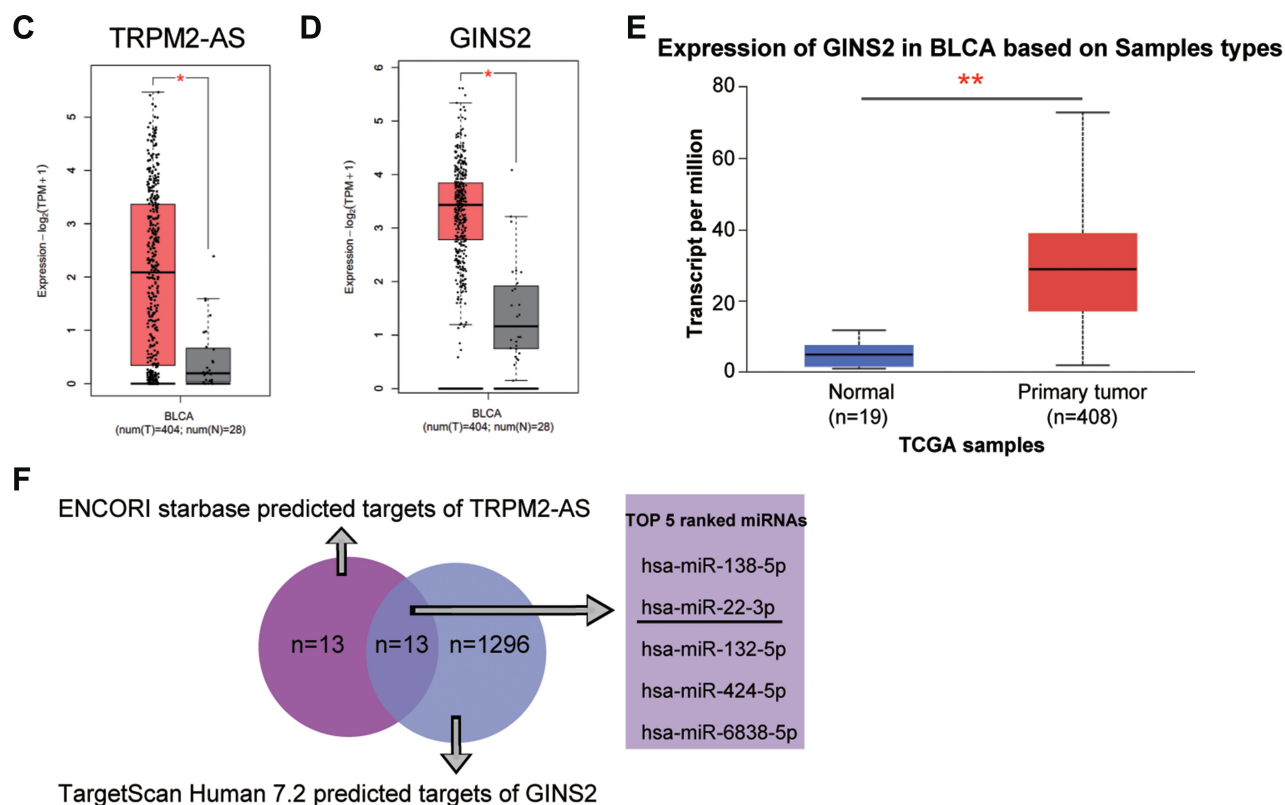 C
TRPM2-AS
*
Expression – log2(TPM + 1)
5
4
3
2
1
0
BLCA
(num(T)=404; num(N)=28)
D
GINS2
*
Expression – log2(TPM + 1)
6
5
4
3
2
1
0
BLCA
(num(T)=404; num(N)=28)
E
Expression of GINS2 in BLCA based on Samples types
**
Transcript per million
80
60
40
20
0
Normal
(n=19)
Primary tumor
(n=408)
TCGA samples
F
ENCORI starbase predicted targets of TRPM2-AS
n=13
n=13
n=1296
TargetScan Human 7.2 predicted targets of GINS2
TOP 5 ranked miRNAs
hsa-miR-138-5p
hsa-miR-22-3p
hsa-miR-132-5p
hsa-miR-424-5p
hsa-miR-6838-5p